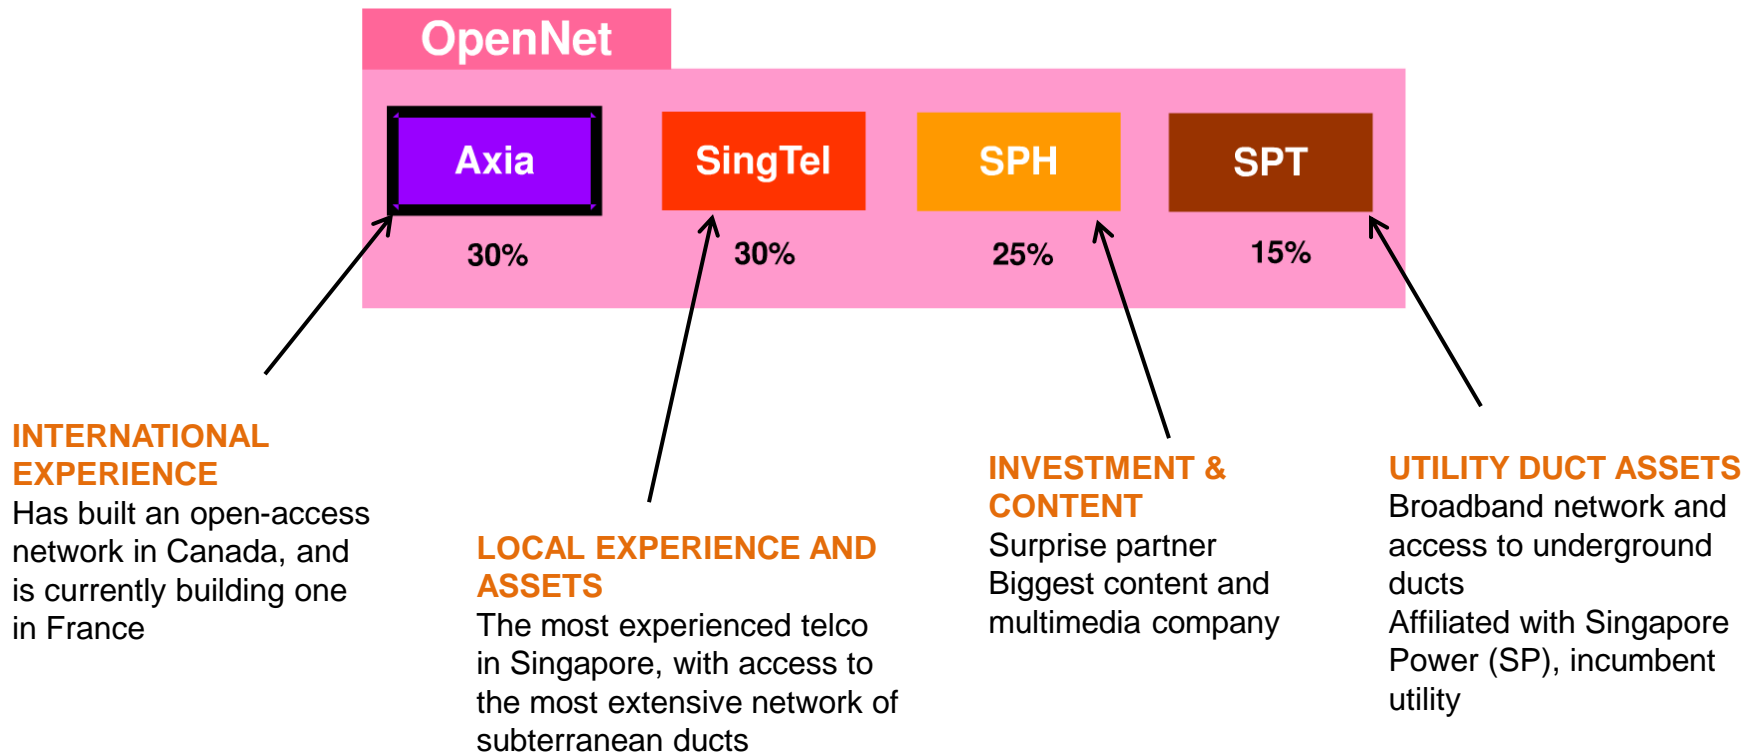 OpenNet
Axia
SingTel
SPH
SPT
30%
30%
25%
15%
INTERNATIONAL
EXPERIENCE
Has built an open-access
network in Canada, and
is currently building one
in France
LOCAL EXPERIENCE AND
ASSETS
The most experienced telco
in Singapore, with access to
the most extensive network of
subterranean ducts
INVESTMENT &
CONTENT
Surprise partner
Biggest content and
multimedia company
UTILITY DUCT ASSETS
Broadband network and
access to underground
ducts
Affiliated with Singapore
Power (SP), incumbent
utility